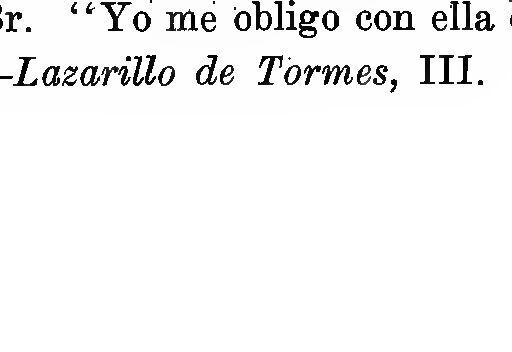 3r. “Yo me obligo con ella
—Lazarillo de Tormes, III.